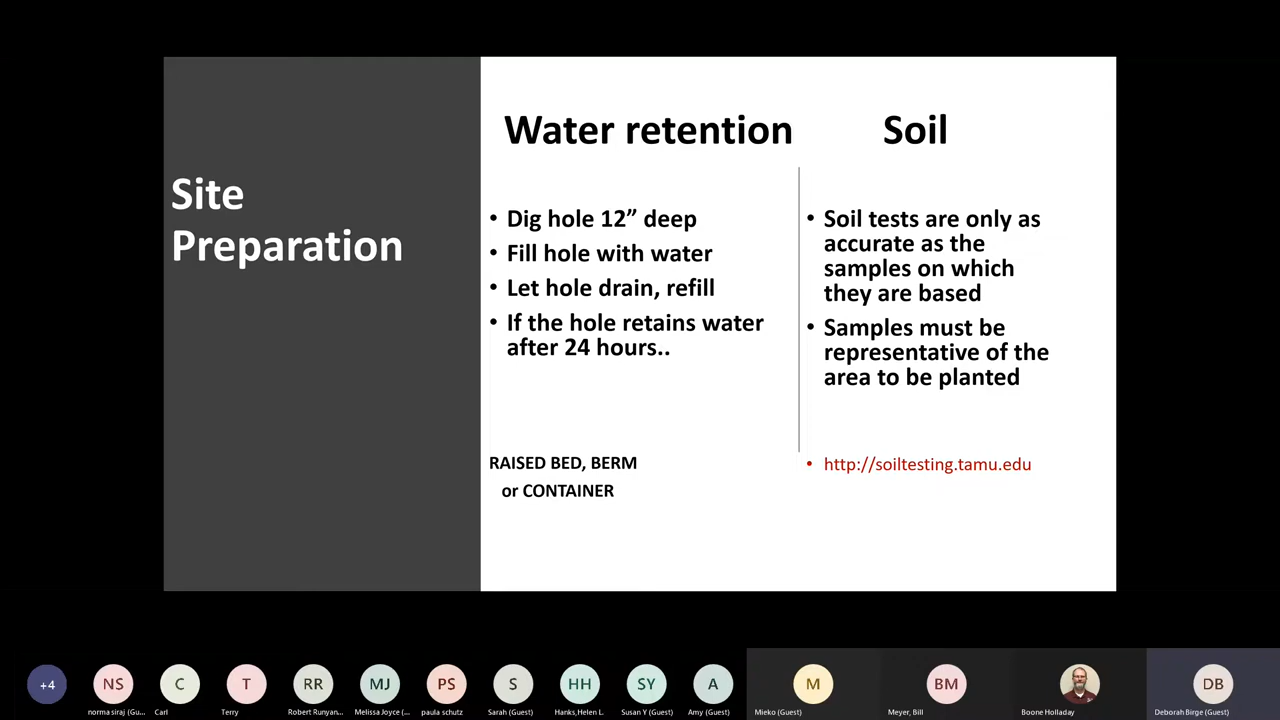 Site
Preparation
Water retention
• Dig hole 12” deep
• Fill hole with water
• Let hole drain, refill
• If the hole retains water
after 24 hours..
RAISED BED, BERM
or CONTAINER
Soil
• Soil tests are only as
accurate as the
samples on which
they are based
• Samples must be
representative of the
area to be planted
• http://soiltesting.tamu.edu
+4
NS
norma siraj (Gu...
C
Carl
T
Terry
RR
Robert Runyan...
MJ
Melissa Joyce (...
PS
paula schutz
S
Sarah (Guest)
HH
Hanks,Helen L.
SY
Susan Y (Guest)
A
Amy (Guest)
M
Mieko (Guest)
BM
Meyer, Bill
Boone Holladay
DB
Deborah Birge (Guest)